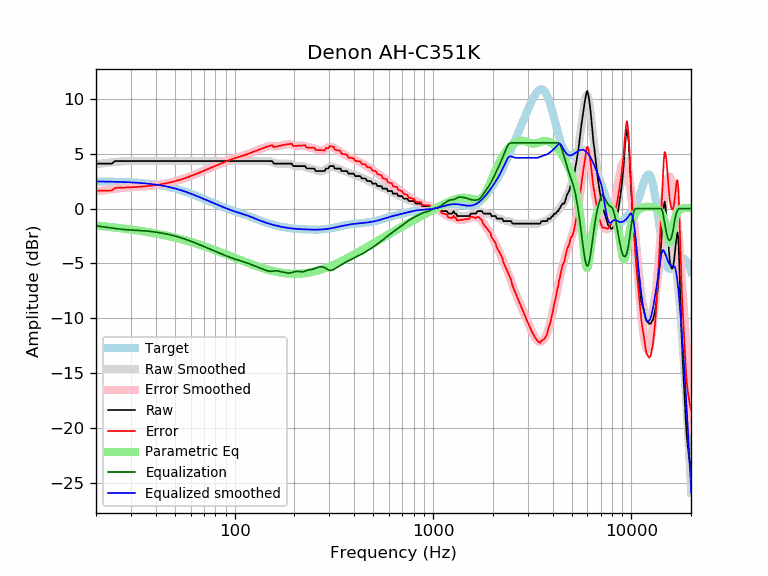 Denon AH-C351K
Amplitude (dBr)
10
5
0
−5
−10
−15
−20
−25
Target
Raw Smoothed
Error Smoothed
Raw
Error
Parametric Eq
Equalization
Equalized smoothed
100
1000
10000
Frequency (Hz)